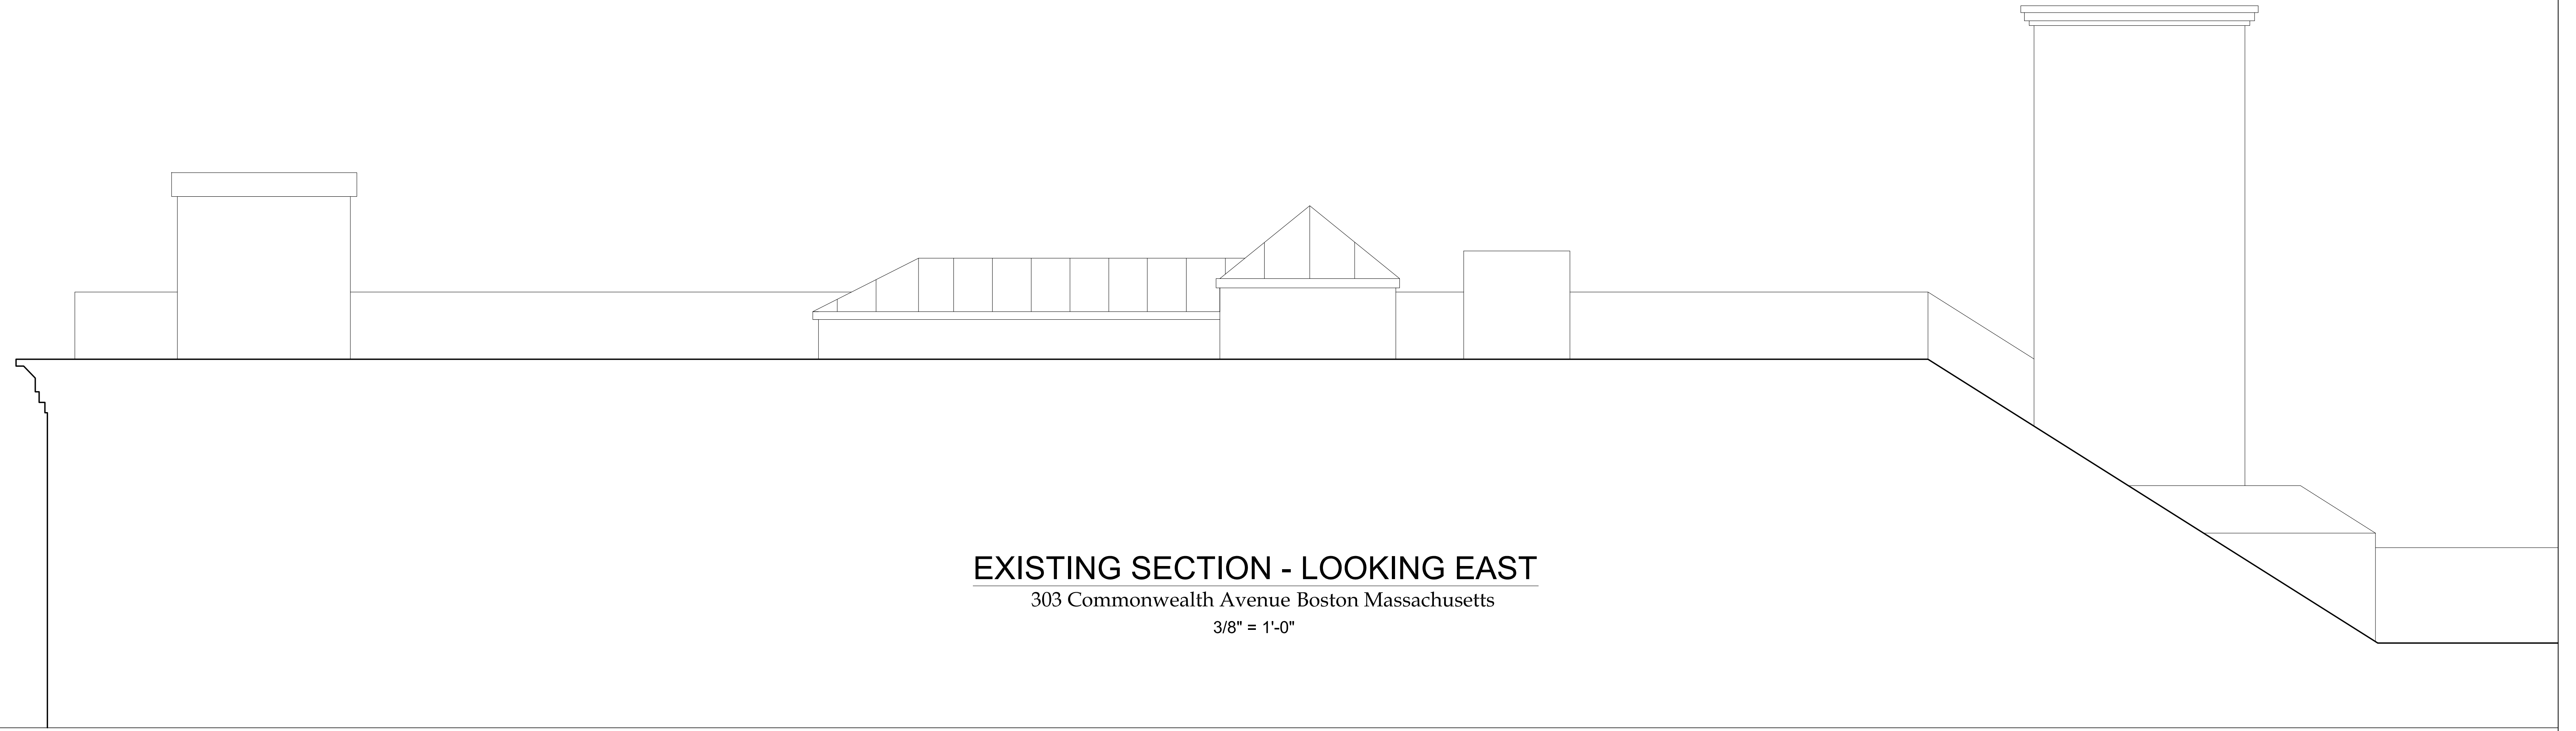 EXISTING SECTION - LOOKING EAST
303 Commonwealth Avenue Boston Massachusetts
3/8" = 1'-0"